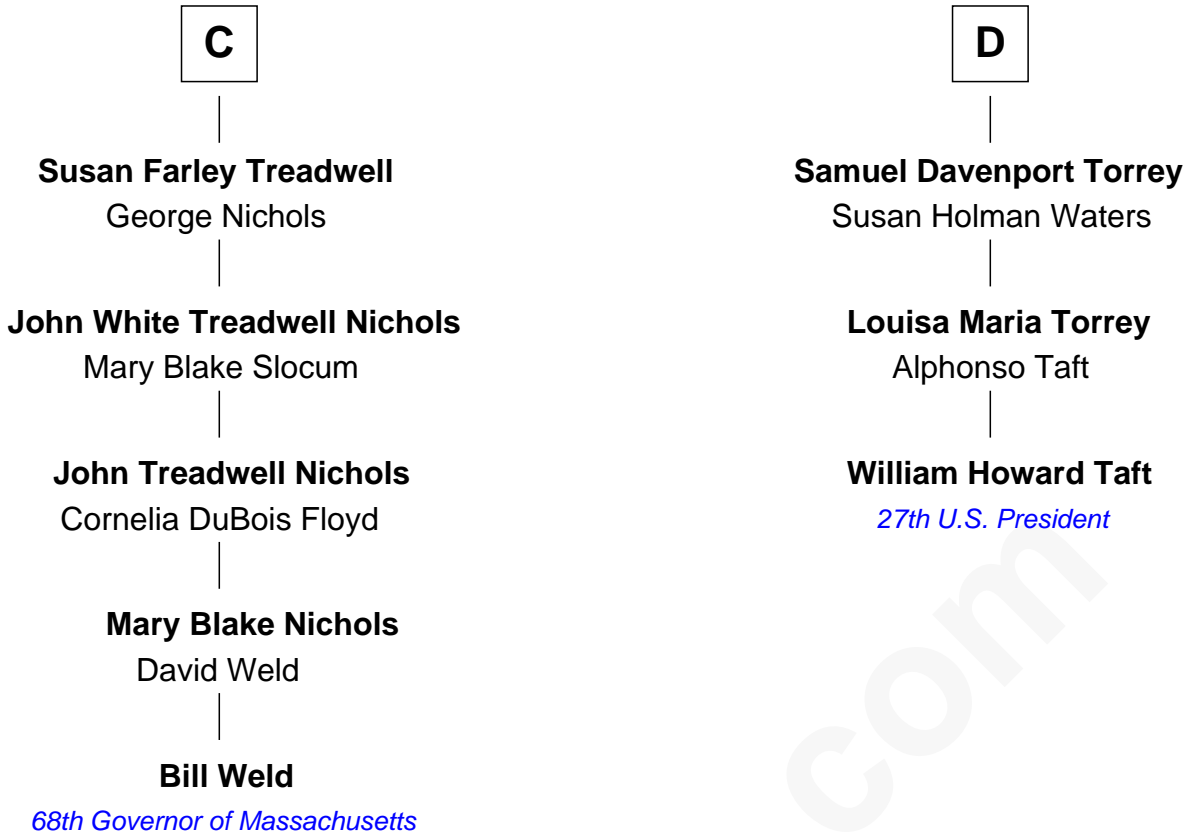 C
Susan Farley Treadwell
George Nichols
John White Treadwell Nichols
Mary Blake Slocum
John Treadwell Nichols
Cornelia DuBois Floyd
Mary Blake Nichols
David Weld
Bill Weld
68th Governor of Massachusetts
D
Samuel Davenport Torrey
Susan Holman Waters
Louisa Maria Torrey
Alphonso Taft
William Howard Taft
27th U.S. President
com